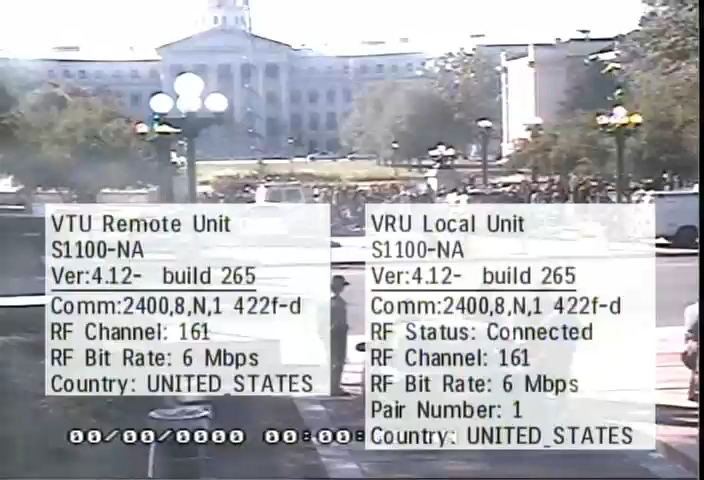 VTU Remote Unit
S1100-NA
Ver:4.12- build 265
Comm:2400,8,N,1 422f-d
RF Channel: 161
RF Bit Rate: 6 Mbps
Country: UNITED_STATES
VRU Local Unit
S1100-NA
Ver:4.12- build 265
Comm:2400,8,N,1 422f-d
RF Status: Connected
RF Channel: 161
RF Bit Rate: 6 Mbps
Pair Number: 1
Country: UNITED_STATES
00/00/0000 00:00: